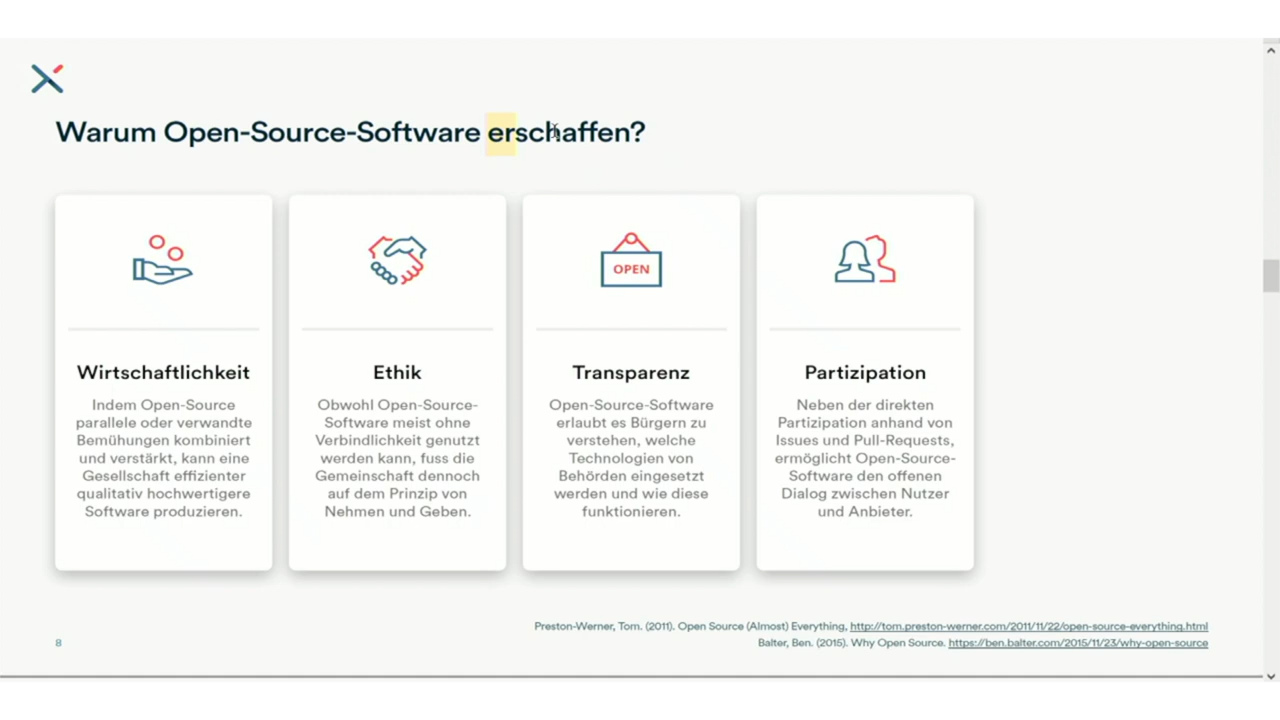 Warum Open-Source-Software erschaffen?
OPEN
Wirtschaftlichkeit
Indem Open-Source
parallele oder verwandte
Bemühungen kombiniert
und verstärkt, kann eine
Gesellschaft effizienter
qualitativ hochwertigere
Software produzieren.
Ethik
Obwohl Open-Source-
Software meist ohne
Verbindlichkeit genutzt
werden kann, fuss die
Gemeinschaft dennoch
auf dem Prinzip von
Nehmen und Geben.
Transparenz
Open-Source-Software
erlaubt es Bürgern zu
verstehen, welche
Technologien von
Behörden eingesetzt
werden und wie diese
funktionieren.
Partizipation
Neben der direkten
Partizipation anhand von
Issues und Pull-Requests,
ermöglicht Open-Source-
Software den offenen
Dialog zwischen Nutzer
und Anbieter.
Preston-Werner, Tom. (2011). Open Source (Almost) Everything, http://tom.preston-werner.com/2011/11/22/open-source-everything.html
Balter, Ben. (2015). Why Open Source. https://ben.balter.com/2015/11/23/why-open-source
8